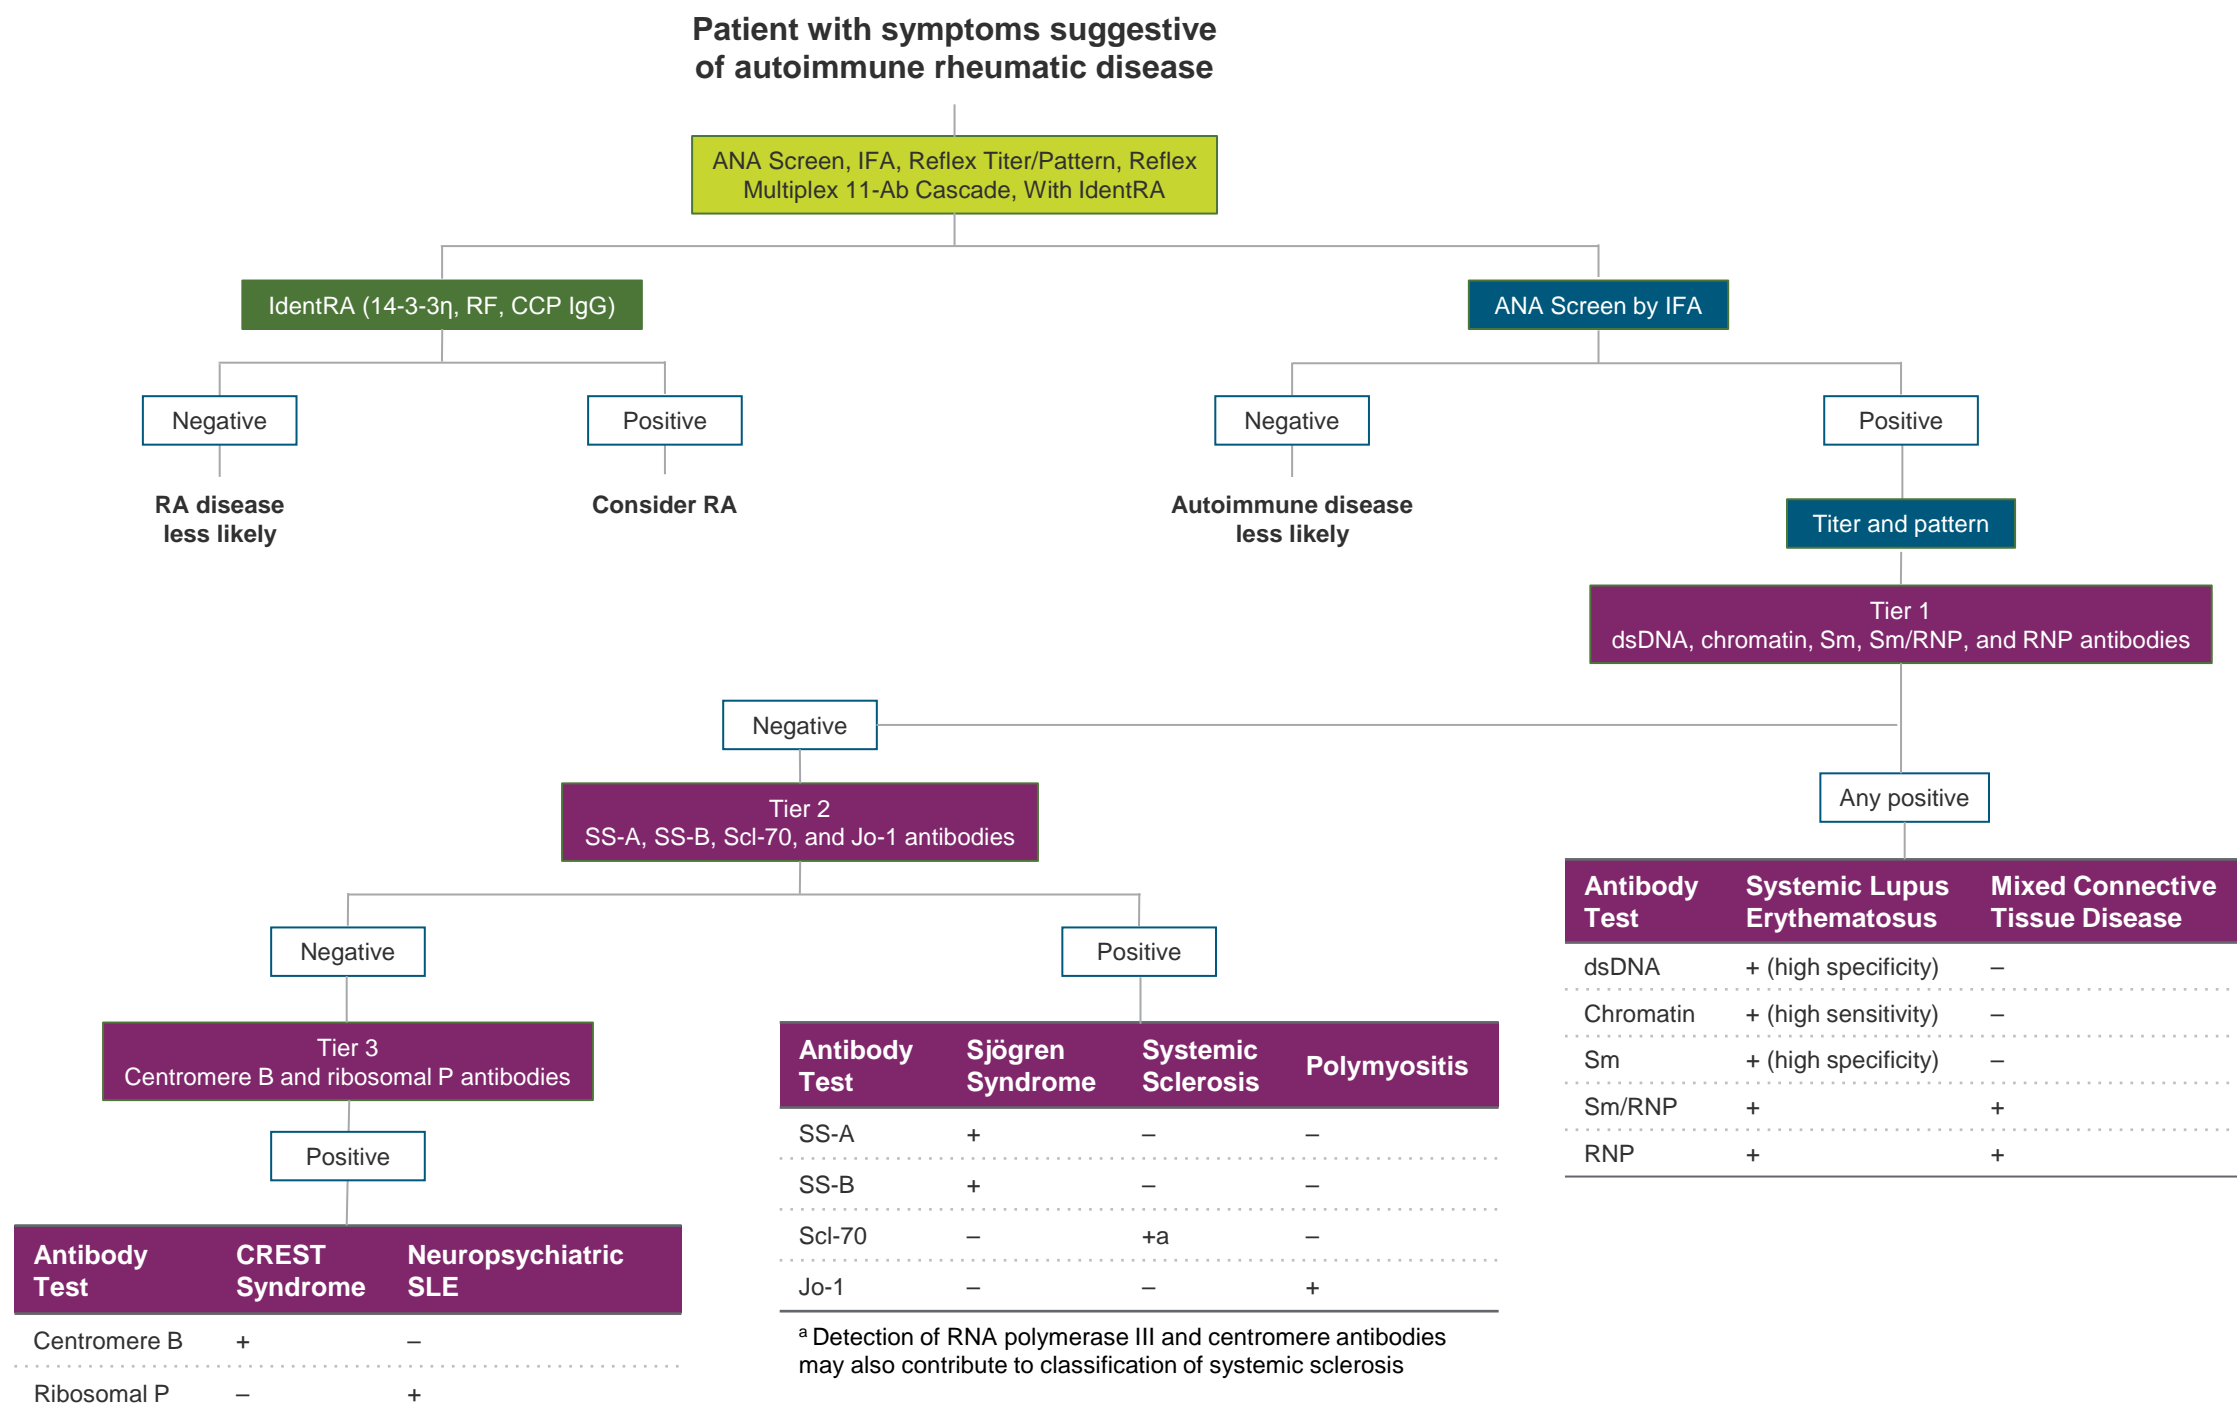 Patient with symptoms suggestive
of autoimmune rheumatic disease
ANA Screen, IFA, Reflex Titer/Pattern, Reflex
Multiplex 11-Ab Cascade, With IdentRA
IdentRA (14-3-3η, RF, CCP IgG)
ANA Screen by IFA
Negative
Positive
Negative
Positive
RA disease
less likely
Consider RA
Autoimmune disease
less likely
Titer and pattern
Tier 1
dsDNA, chromatin, Sm, Sm/RNP, and RNP antibodies
Negative
Any positive
Tier 2
SS-A, SS-B, Scl-70, and Jo-1 antibodies
Negative
Positive
Antibody Test Systemic Lupus Erythematosus Mixed Connective Tissue Disease
dsDNA + (high specificity) –
Chromatin + (high sensitivity) –
Sm + (high specificity) –
Sm/RNP + +
RNP + +
Tier 3
Centromere B and ribosomal P antibodies
Positive
Antibody Test Sjögren Syndrome Systemic Sclerosis Polymyositis
SS-A + – –
SS-B + – –
Scl-70 – +a –
Jo-1 – – +
a Detection of RNA polymerase III and centromere antibodies
may also contribute to classification of systemic sclerosis
Antibody Test CREST Syndrome Neuropsychiatric SLE
Centromere B + –
Ribosomal P – +